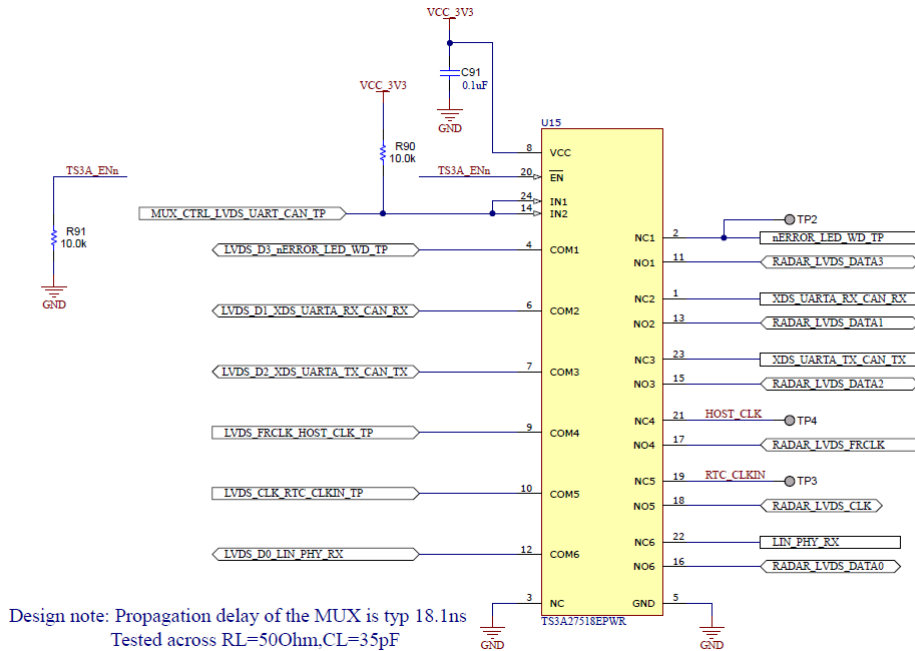 VCC_3V3
C91
0.1uF
GND
VCC_3V3
R90
10.0k
U15
8 VCC
TS3A_ENn
TS3A_ENn
20 EN
24 IN1
MUX_CTRL_LVDS_UART_CAN_TP
14 IN2
R91
10.0k
GND
TP2
LVDS_D3_nERROR_LED_WD_TP 4 COM1
NC1 2 nERROR_LED_WD_TP
NO1 11 RADAR_LVDS_DATA3
LVDS_D1_XDS_UARTA_RX_CAN_RX 6 COM2
NC2 1 XDS_UARTA_RX_CAN_RX
NO2 13 RADAR_LVDS_DATA1
LVDS_D2_XDS_UARTA_TX_CAN_TX 7 COM3
NC3 23 XDS_UARTA_TX_CAN_TX
NO3 15 RADAR_LVDS_DATA2
LVDS_FRCLK_HOST_CLK_TP 9 COM4
NC4 21 HOST_CLK TP4
NO4 17 RADAR_LVDS_FRCLK
LVDS_CLK_RTC_CLKIN_TP 10 COM5
NC5 19 RTC_CLKIN TP3
NO5 18 RADAR_LVDS_CLK
LVDS_D0_LIN_PHY_RX 12 COM6
NC6 22 LIN_PHY_RX
NO6 16 RADAR_LVDS_DATA0
3 NC GND 5
TS3A27518EPWR
GND
GND
Design note: Propagation delay of the MUX is typ 18.1ns
Tested across RL=50Ohm,CL=35pF